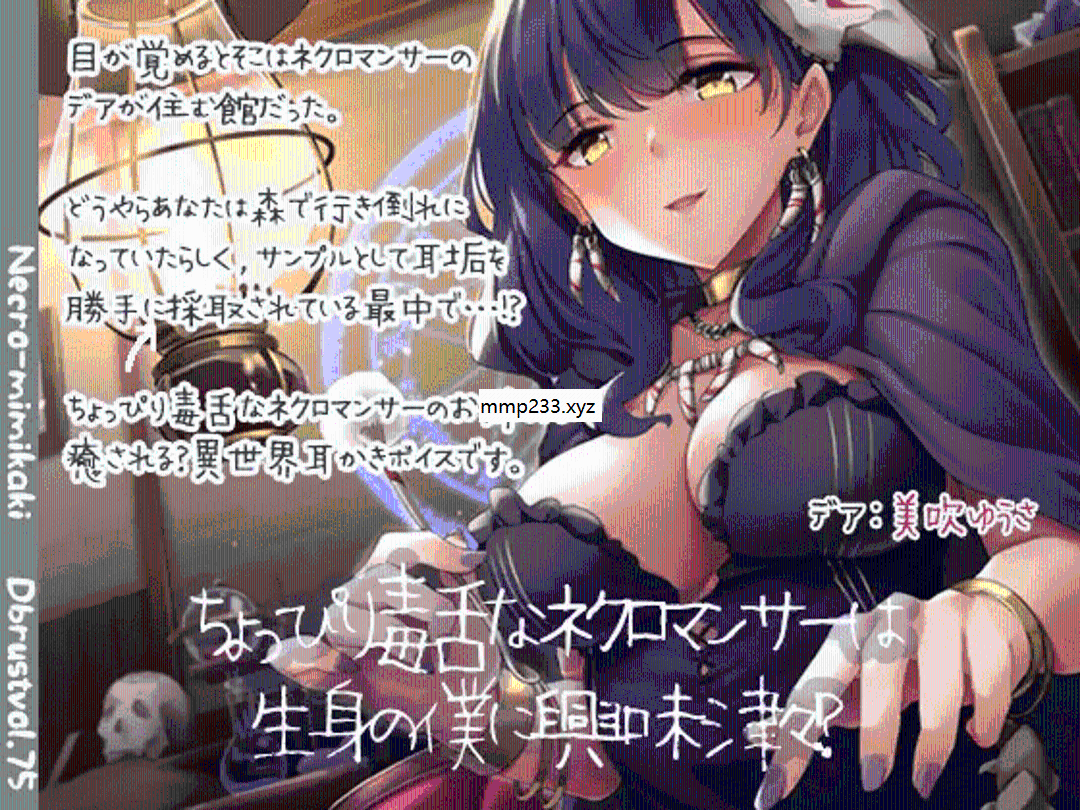 目が覚めるとそこはネクロマンサーの
デアが住む館だった。
どうやらあなたは森で行き倒れに
なっていたらしく,サンプルとして耳垢を
勝手に採取されている最中で・・・!?
ちょっぴり毒舌なネクロマンサーのお
mmp233.xyz
癒される?異世界耳かきボイスです。
デア:美吹ゆうさ
ちょっぴり毒舌なネクロマンサーは
生身の僕に興味津々!?
Necro-mimikaki Dbrustval.75